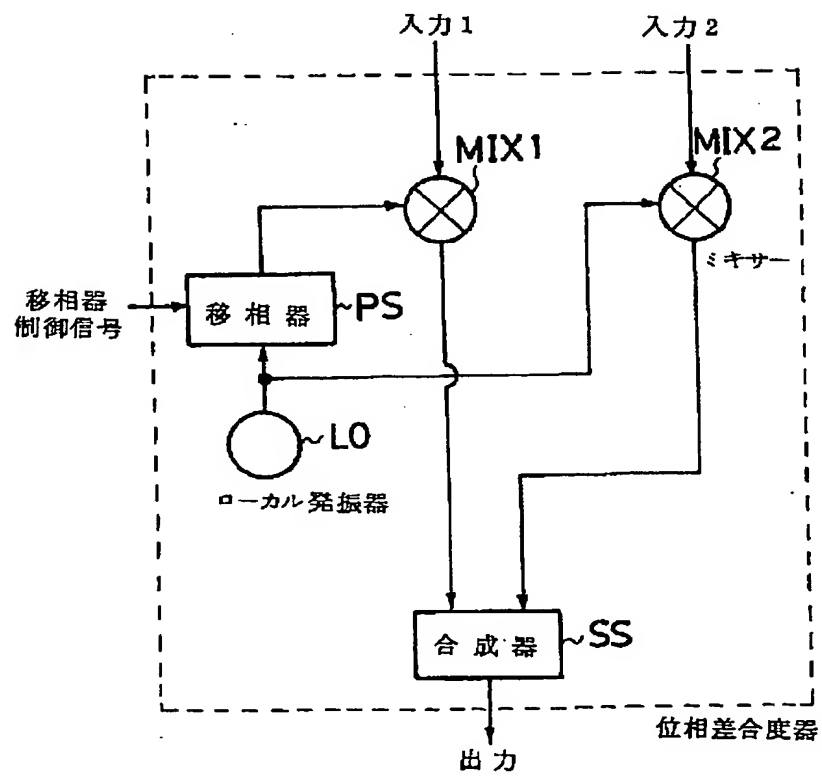 入力1
入力2
MIX1
MIX2
ミキサー
移相器
制御信号
移相器
PS
LO
ローカル発振器
合成器
SS
位相差合度器
出力